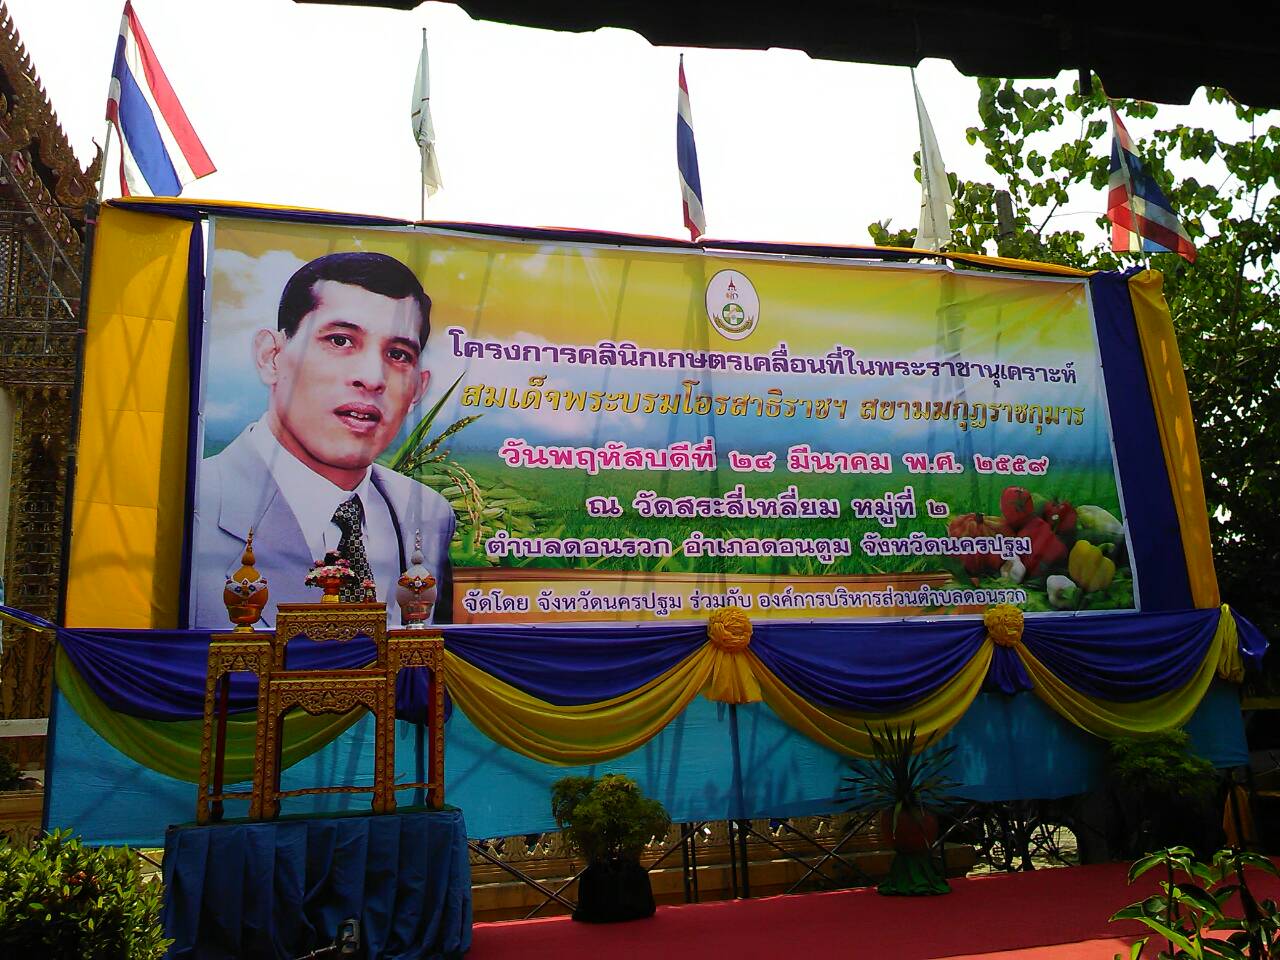 โครงการคลินิกเกษตรเคลื่อนที่ในพระราชานุเคราะห์
สมเด็จพระบรมโอรสาธิราชฯ สยามมกุฎราชกุมาร
วันพฤหัสบดีที่ ๒๔ มีนาคม พ.ศ. ๒๕๕๙
ณ วัดสระสี่เหลี่ยม หมู่ที่ ๒
ตำบลดอนรวก อำเภอดอนตูม จังหวัดนครปฐม
จัดโดย จังหวัดนครปฐม ร่วมกับ องค์การบริหารส่วนตำบลดอนรวก